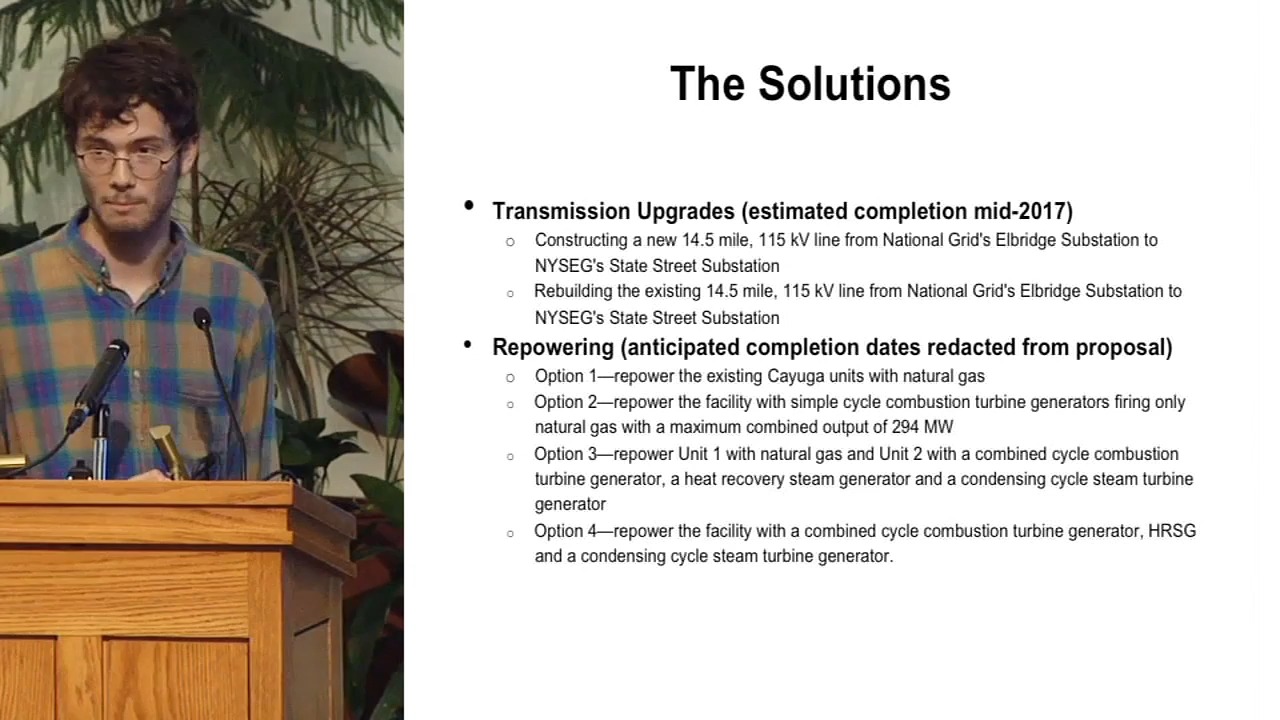 The Solutions
• Transmission Upgrades (estimated completion mid-2017)
○ Constructing a new 14.5 mile, 115 kV line from National Grid's Elbridge Substation to
NYSEG's State Street Substation
○ Rebuilding the existing 14.5 mile, 115 kV line from National Grid's Elbridge Substation to
NYSEG's State Street Substation
• Repowering (anticipated completion dates redacted from proposal)
○ Option 1—repower the existing Cayuga units with natural gas
○ Option 2—repower the facility with simple cycle combustion turbine generators firing only
natural gas with a maximum combined output of 294 MW
○ Option 3—repower Unit 1 with natural gas and Unit 2 with a combined cycle combustion
turbine generator, a heat recovery steam generator and a condensing cycle steam turbine
generator
○ Option 4—repower the facility with a combined cycle combustion turbine generator, HRSG
and a condensing cycle steam turbine generator.